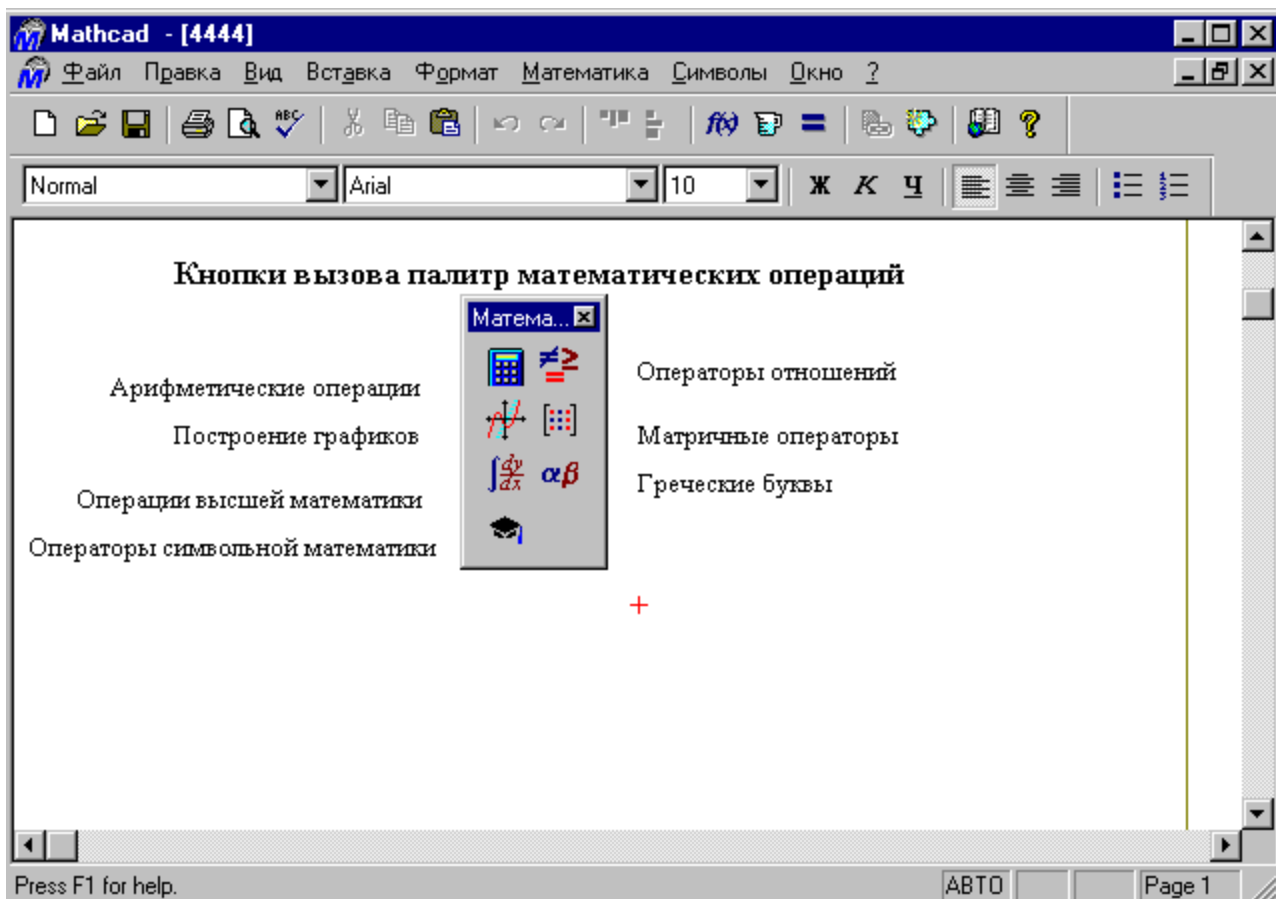 Mathcad - [4444]
Файл Правка Вид Вставка Формат Математика Символы Окно ?
Normal Arial 10 Ж К Ч
Кнопки вызова палитр математических операций
Матема...
Арифметические операции
Операторы отношений
Построение графиков
Матричные операторы
Операции высшей математики
Греческие буквы
Операторы символьной математики
Press F1 for help. АВТО Page 1